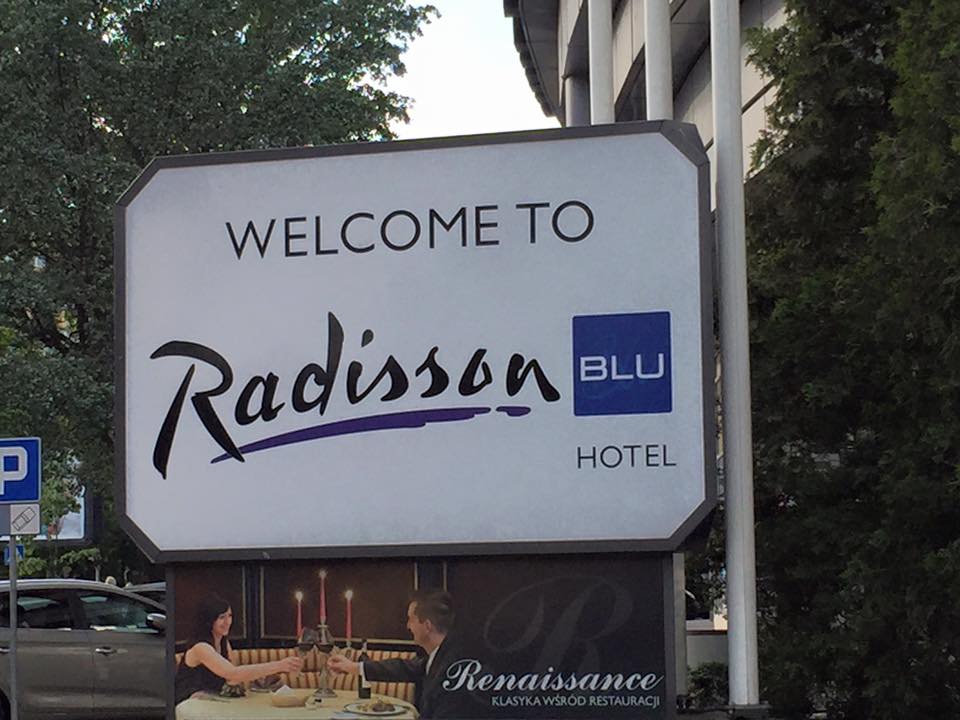 WELCOME TO
Radisson
BLU
HOTEL
P
Renaissance
KLASYKA WŚRÓD RESTAURACJI